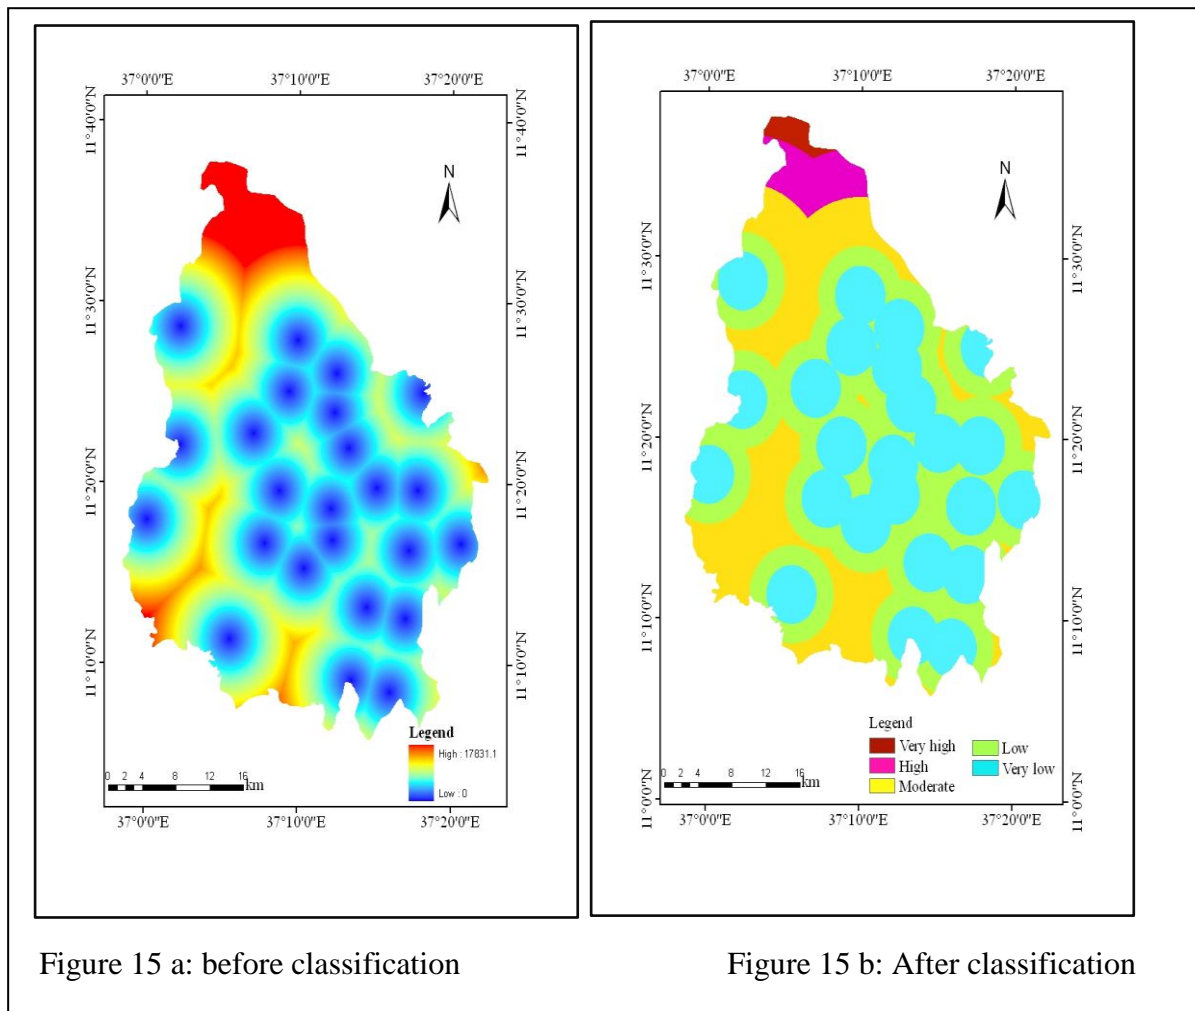 37°0'0"E 37°10'0"E 37°20'0"E
11°40'0"N 11°40'0"N
N
11°30'0"N 11°30'0"N
11°20'0"N 11°20'0"N
11°10'0"N 11°10'0"N
Legend
High : 17831.1
Low : 0
0 2 4 8 12 16
km
37°0'0"E 37°10'0"E 37°20'0"E
37°0'0"E 37°10'0"E 37°20'0"E
11°40'0"N 11°40'0"N
N
11°30'0"N 11°30'0"N
11°20'0"N 11°20'0"N
11°10'0"N 11°10'0"N
Legend
Very high Low
High Very low
Moderate
0 2 4 8 12 16
km
11°0'0"N 11°0'0"N
37°0'0"E 37°10'0"E 37°20'0"E
Figure 15 a: before classification Figure 15 b: After classification